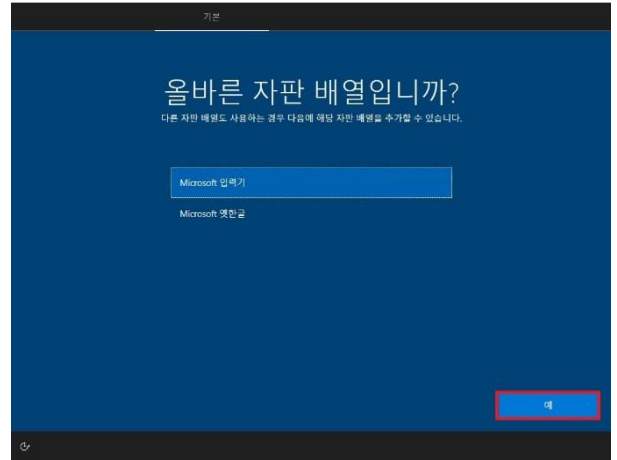 기본
올바른 자판 배열입니까?
다른 자판 배열도 사용하는 경우 다음에 해당 자판 배열을 추가할 수 있습니다.
Microsoft 입력기
Microsoft 옛한글
예